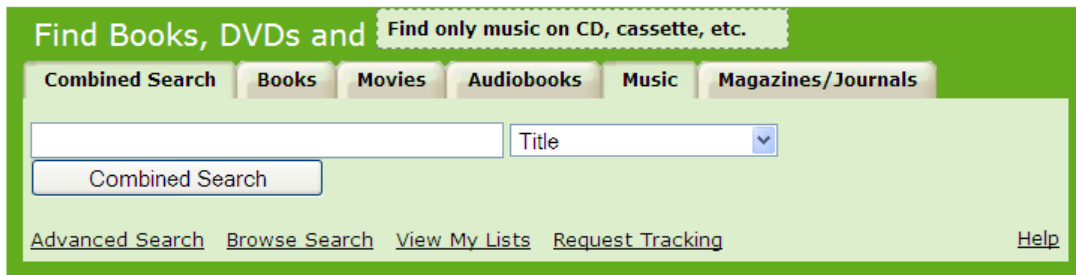 Find Books, DVDs and
Find only music on CD, cassette, etc.
Combined Search Books Movies Audiobooks Music Magazines/Journals
Title
Combined Search
Advanced Search Browse Search View My Lists Request Tracking Help